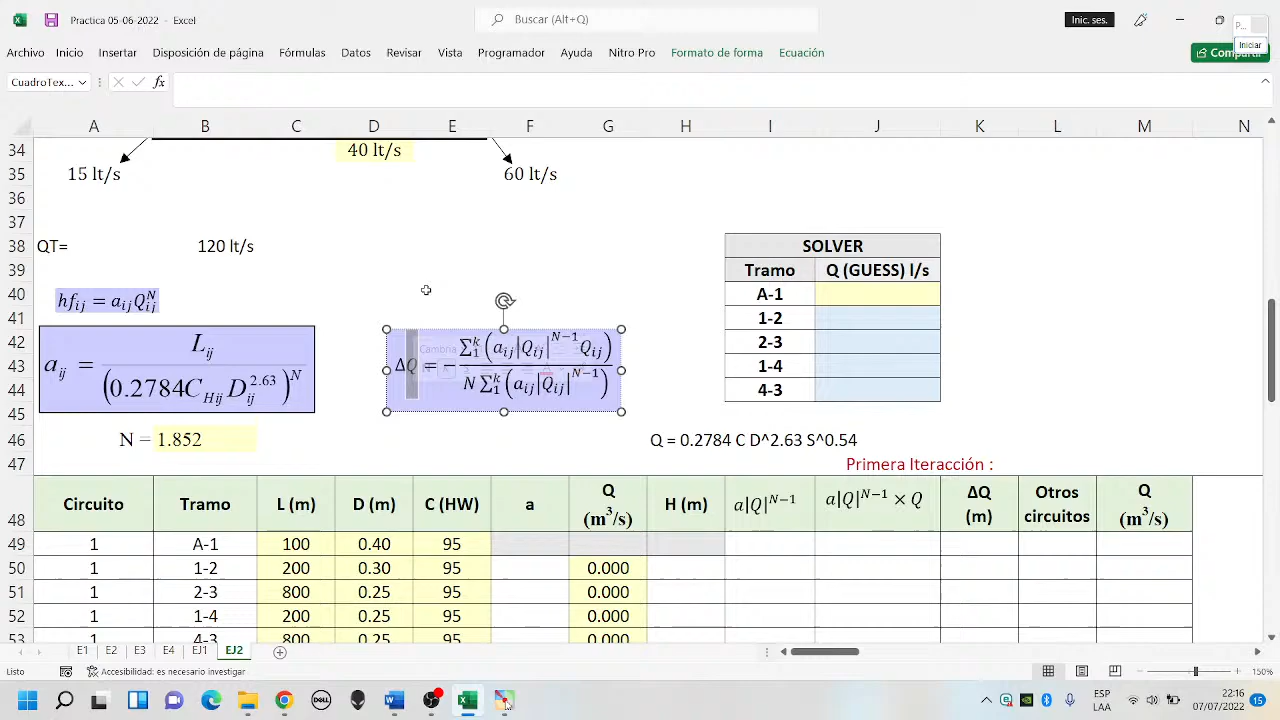 Practica 05-06 2022 - Excel
Buscar (Alt+Q)
Inic. ses.
P...
Iniciar
Archivo Inicio Insertar Disposición de página Fórmulas Datos Revisar Vista Programador Ayuda Nitro Pro Formato de forma Ecuación
CuadroTex... fx
A B C D E F G H I J K L M N
34 40 lt/s
35 15 lt/s 60 lt/s
36
37
38 QT= 120 lt/s SOLVER
39 Tramo Q (GUESS) l/s
40 hf_ij = a_ij Q_ij^N A-1
41 1-2
42 2-3
43 1-4
44 4-3
a_ij = L_ij / (0.2784 C_Hij D_ij^2.63)^N
ΔQ = − ∑_1^k (a_ij|Q_ij|^N−1 Q_ij) / N ∑_1^k (a_ij|Q_ij|^N−1)
45
46 N = 1.852 Q = 0.2784 C D^2.63 S^0.54
47 Primera Iteracción :
48 Circuito Tramo L (m) D (m) C (HW) a Q (m³/s) H (m) a|Q|^N−1 a|Q|^N−1 × Q ΔQ (m) Otros circuitos Q (m³/s)
49 1 A-1 100 0.40 95
50 1 1-2 200 0.30 95 0.000
51 1 2-3 800 0.25 95 0.000
52 1 1-4 200 0.25 95 0.000
53 1 4-3 800 0.25 95 0.000
E1 E2 E3 E4 EJ1 EJ2
Listo Accesibilidad: es necesario investigar 150%
DELL
ESP
LAA
22:16
07/07/2022
15